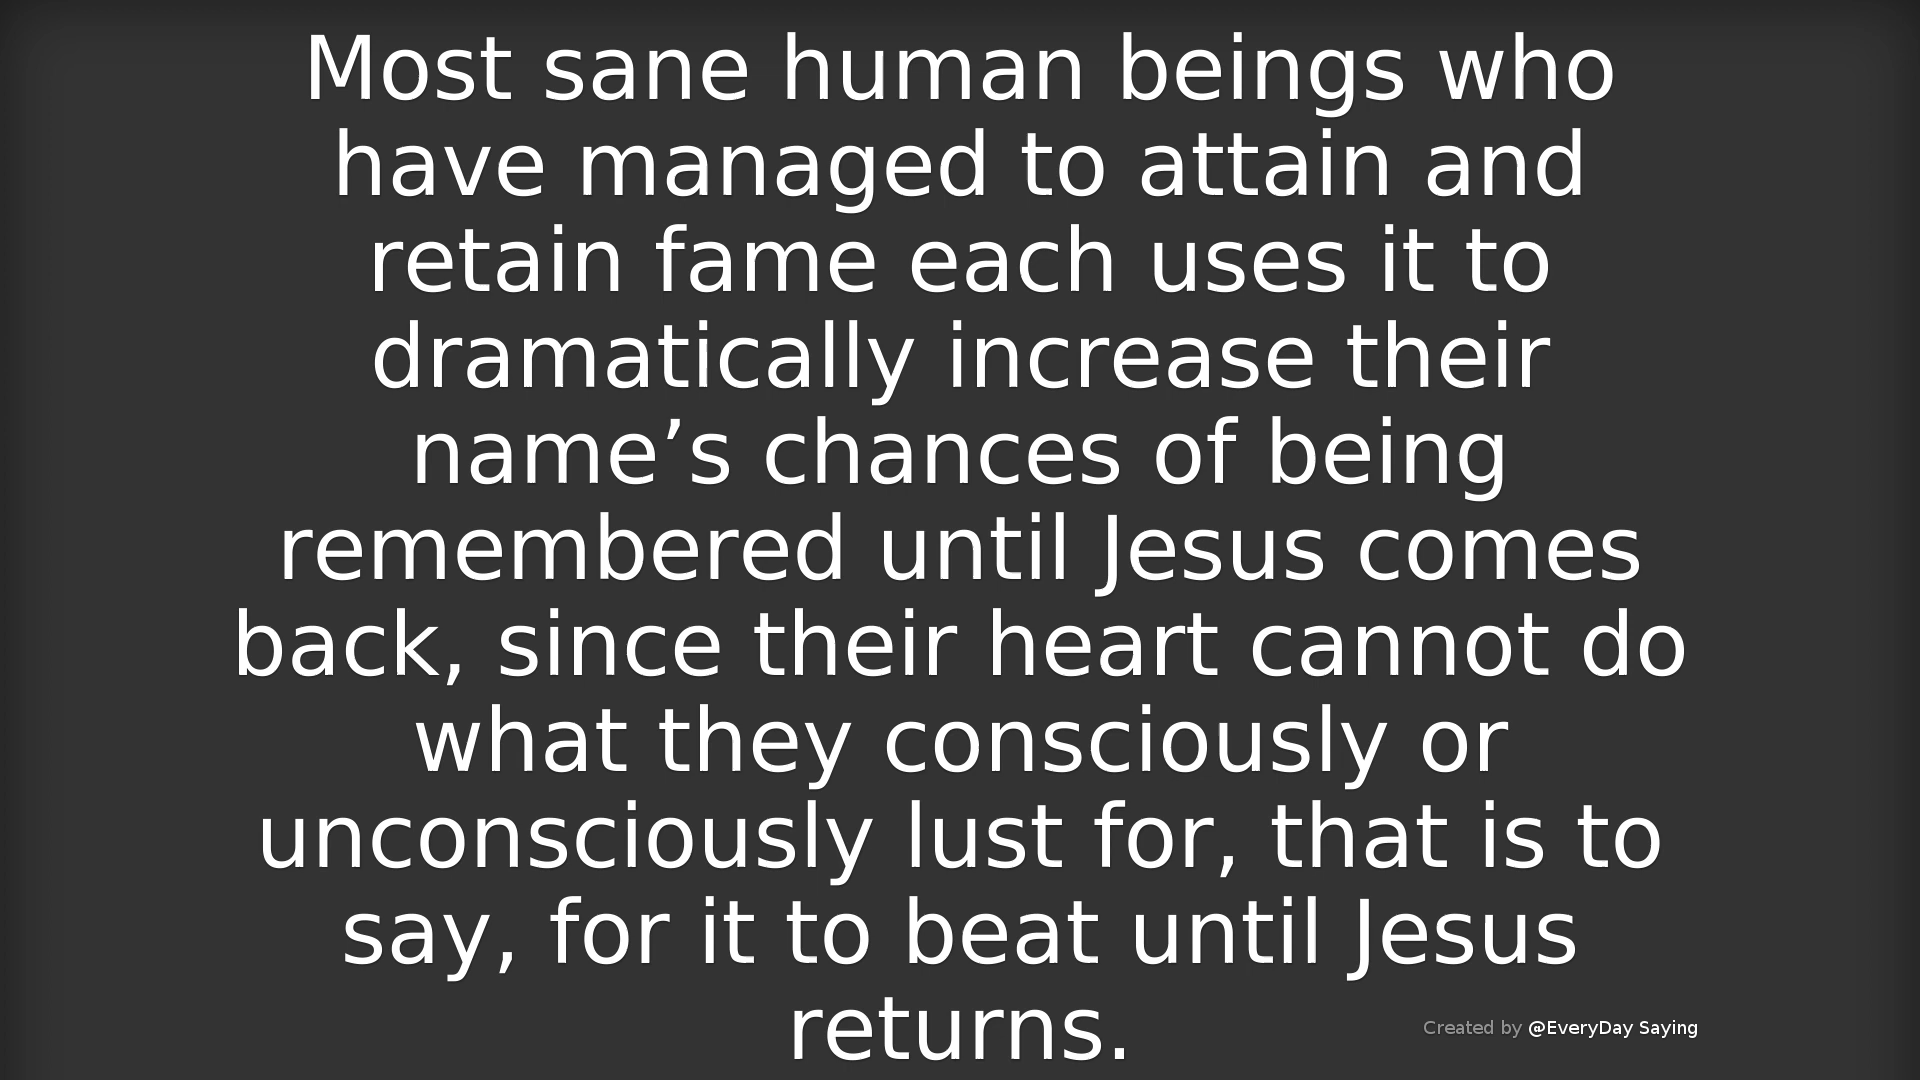 Most sane human beings who
have managed to attain and
retain fame each uses it to
dramatically increase their
name’s chances of being
remembered until Jesus comes
back, since their heart cannot do
what they consciously or
unconsciously lust for, that is to
say, for it to beat until Jesus
returns.
Created by @EveryDay Saying